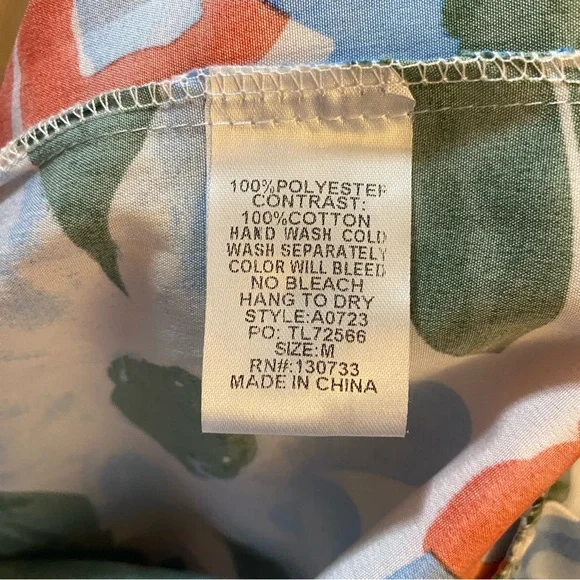 100%POLYESTER
CONTRAST:
100%COTTON
HAND WASH COLD
WASH SEPARATELY
COLOR WILL BLEED
NO BLEACH
HANG TO DRY
STYLE:A0723
PO: TL72566
SIZE:M
RN#:130733
MADE IN CHINA